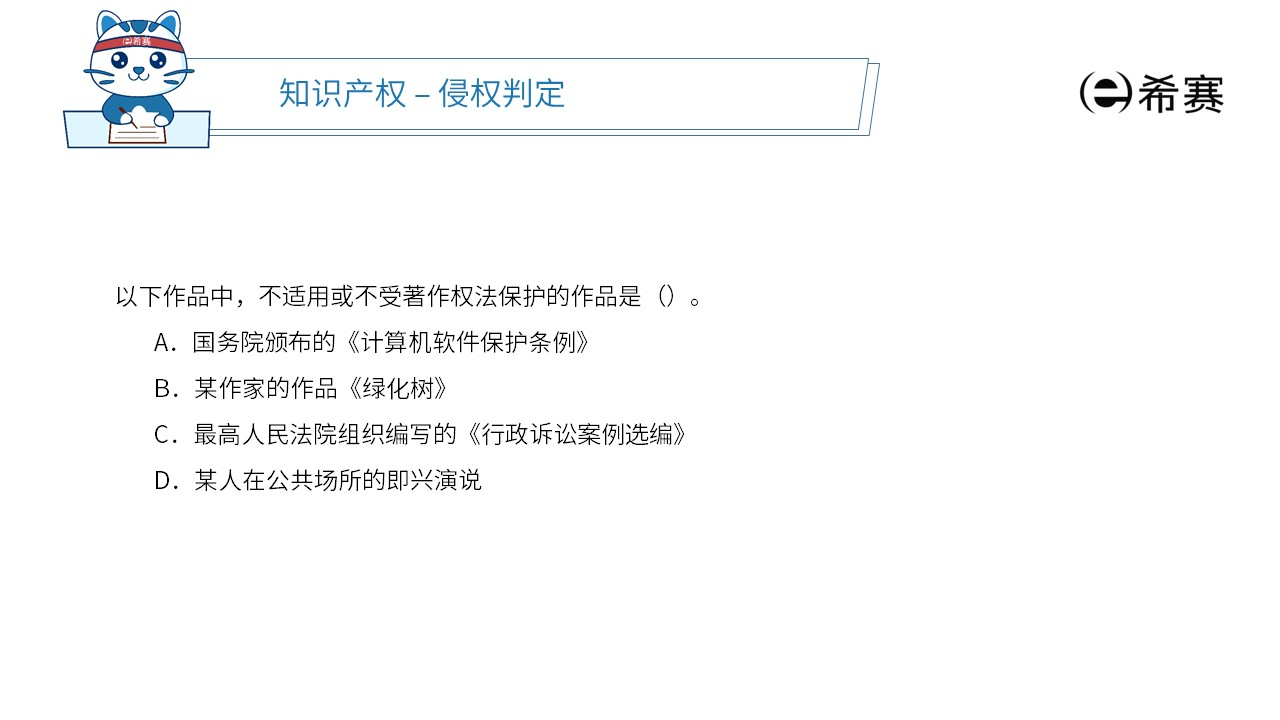 希赛
知识产权 – 侵权判定
希赛
以下作品中，不适用或不受著作权法保护的作品是（）。
A．国务院颁布的《计算机软件保护条例》
B．某作家的作品《绿化树》
C．最高人民法院组织编写的《行政诉讼案例选编》
D．某人在公共场所的即兴演说